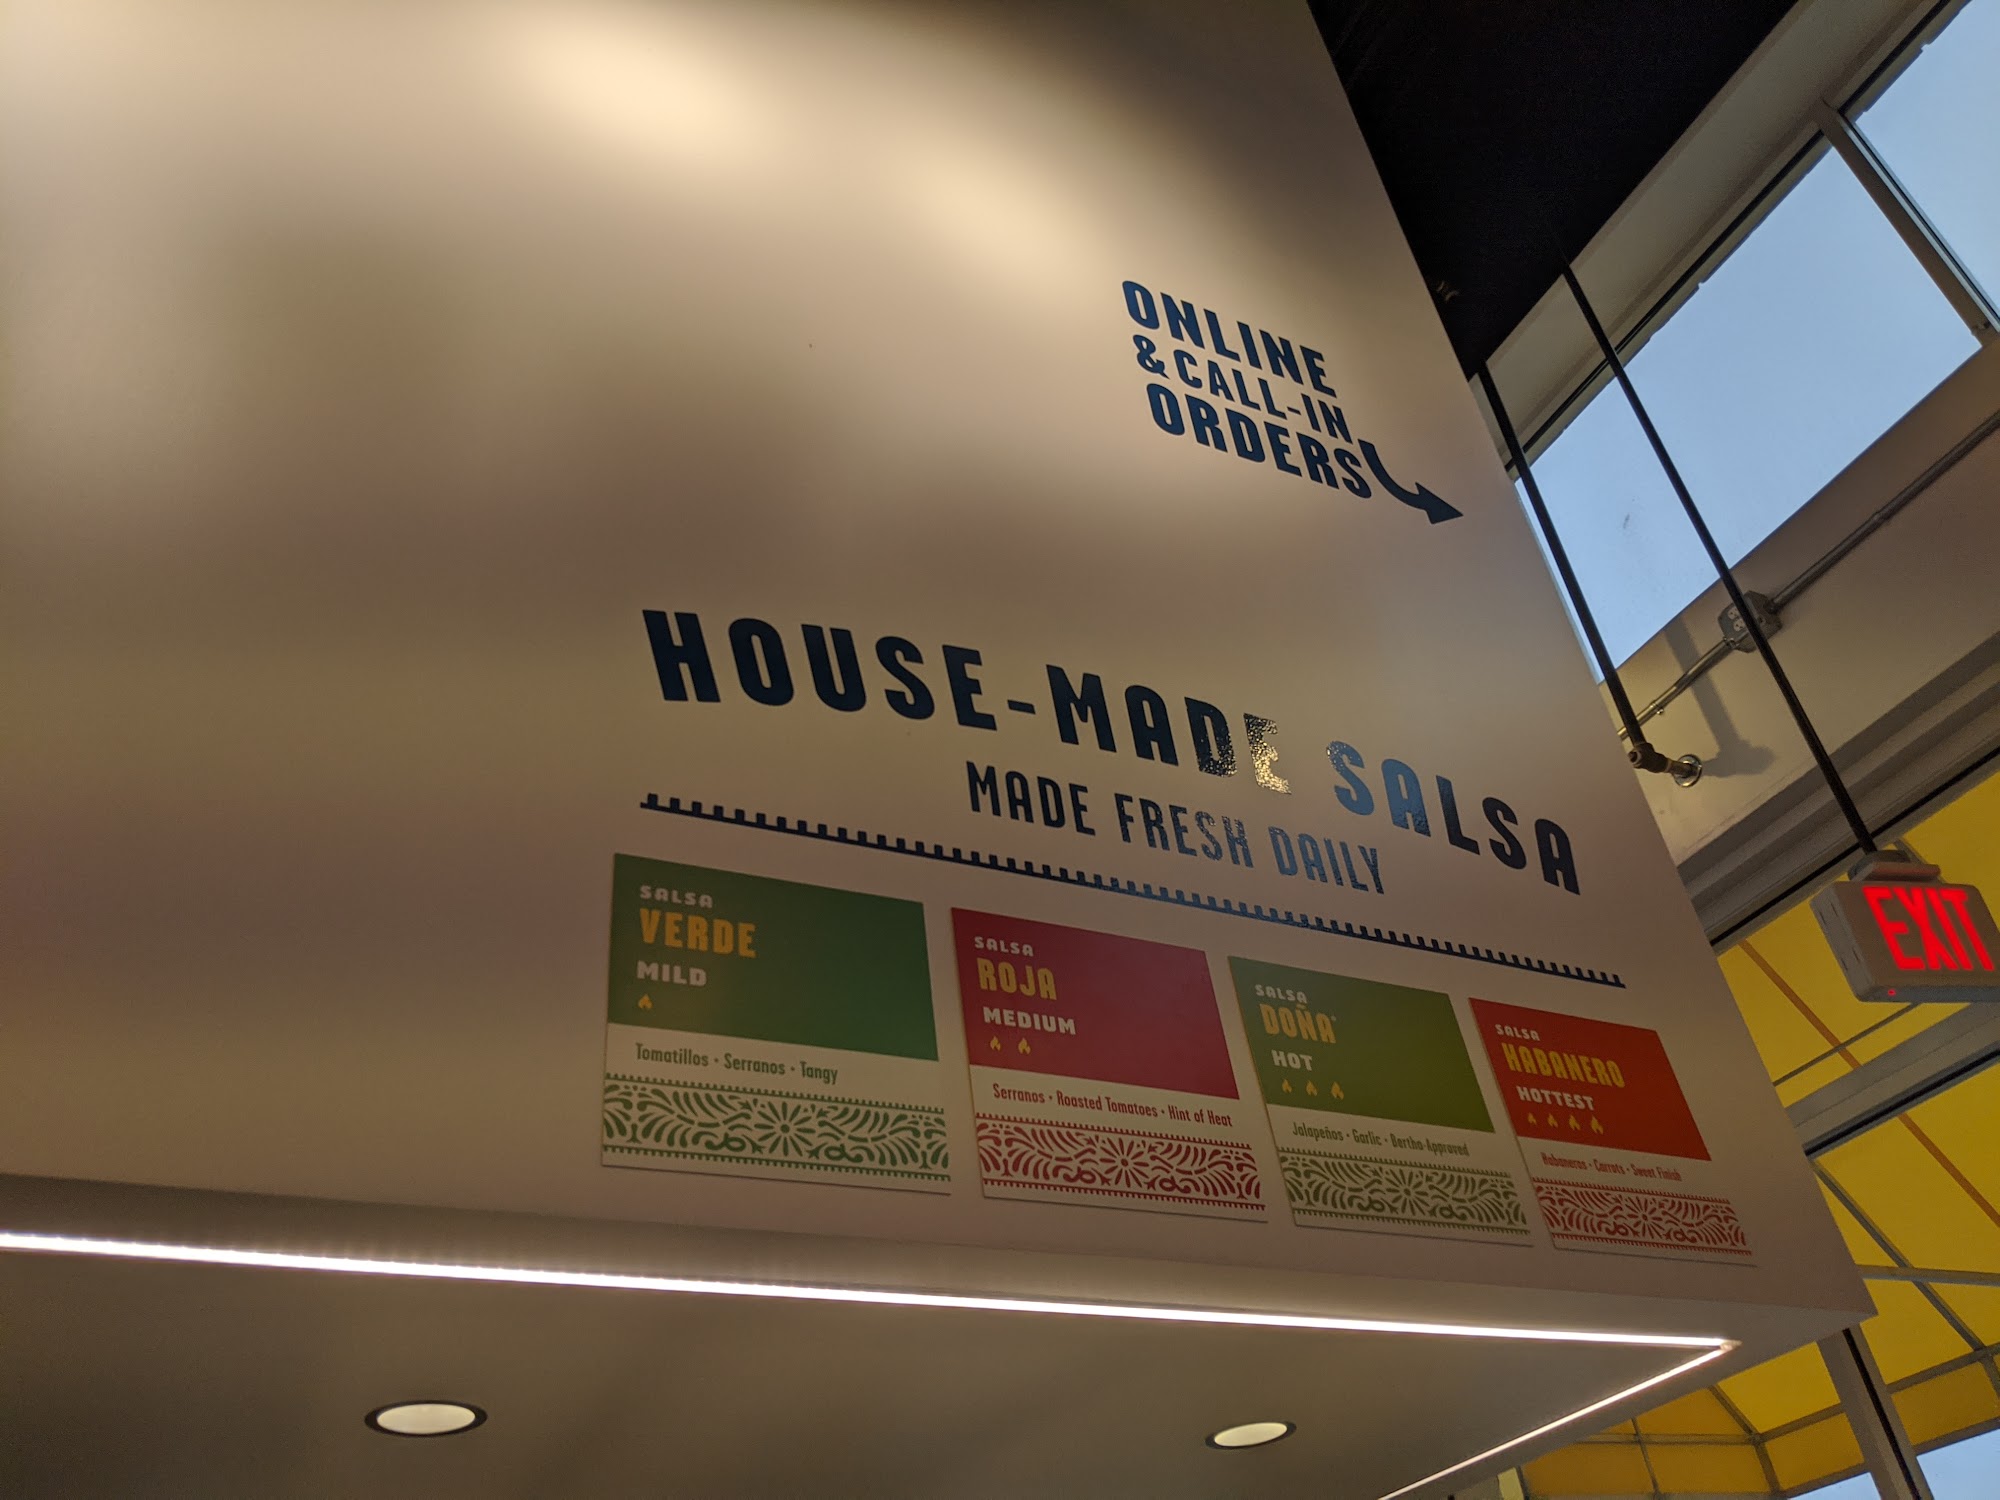 ONLINE
& CALL-IN
ORDERS
HOUSE-MADE SALSA
MADE FRESH DAILY
SALSA
VERDE
MILD
Tomatillos • Serranos • Tangy
SALSA
ROJA
MEDIUM
Serranos • Roasted Tomatoes • Hint of Heat
SALSA
DOÑA®
HOT
Jalapeños • Garlic • Bertha-Approved
SALSA
HABANERO
HOTTEST
Habaneros • Carrots • Sweet Finish
EXIT